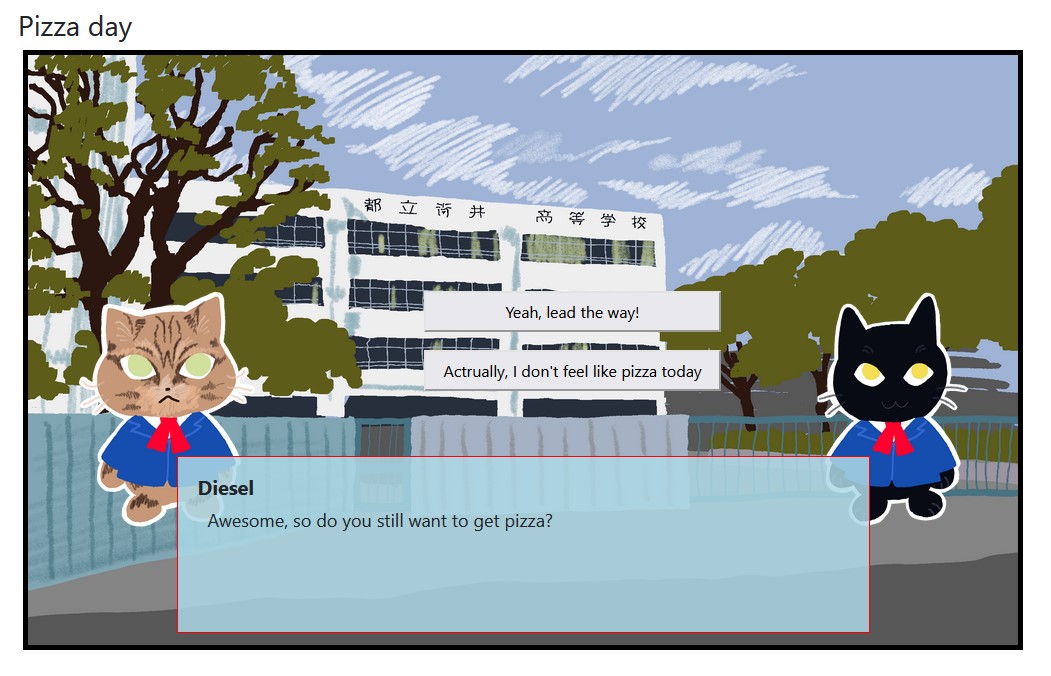 Pizza day
都立荷井 高等学校
Yeah, lead the way!
Actrually, I don't feel like pizza today
Diesel
Awesome, so do you still want to get pizza?